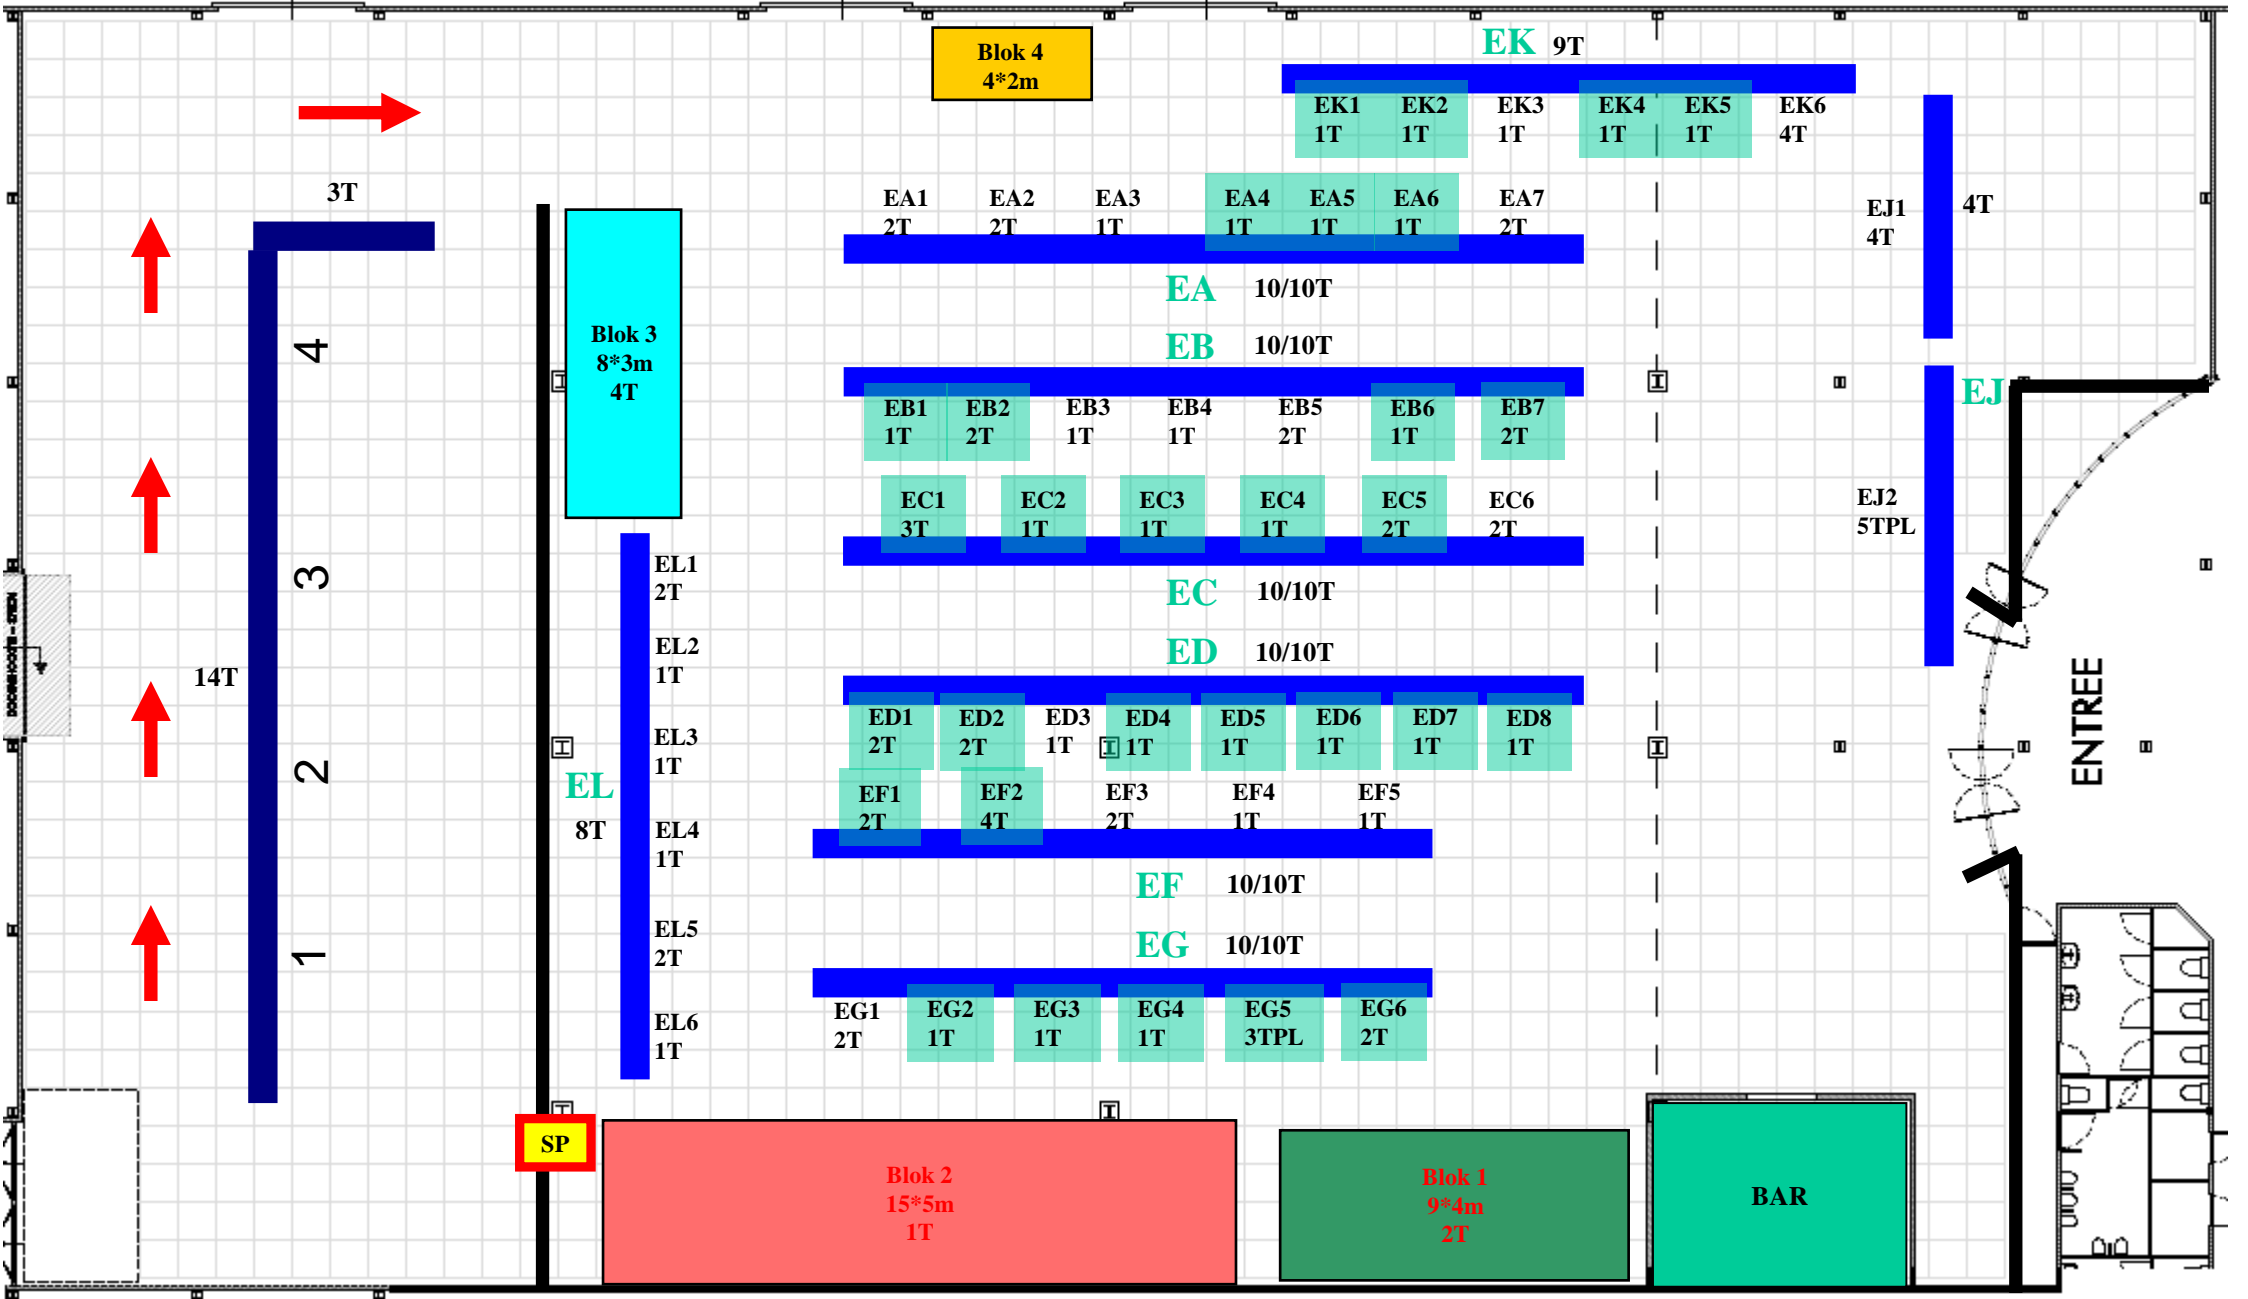 EK 9T
Blok 4
4*2m
EK1
1T
EK2
1T
EK3
1T
EK4
1T
EK5
1T
EK6
4T
3T
EA1
2T
EA2
2T
EA3
1T
EA4
1T
EA5
1T
EA6
1T
EA7
2T
EJ1
4T
4T
EA 10/10T
EB 10/10T
4
Blok 3
8*3m
4T
EJ
EB1
1T
EB2
2T
EB3
1T
EB4
1T
EB5
2T
EB6
1T
EB7
2T
EC1
3T
EC2
1T
EC3
1T
EC4
1T
EC5
2T
EC6
2T
EJ2
5TPL
EC 10/10T
ED 10/10T
3
14T
EL1
2T
EL2
1T
EL3
1T
EL
8T
EL4
1T
EL5
2T
EL6
1T
ED1
2T
ED2
2T
ED3
1T
ED4
1T
ED5
1T
ED6
1T
ED7
1T
ED8
1T
ENTREE
2
EF1
2T
EF2
4T
EF3
2T
EF4
1T
EF5
1T
EF 10/10T
EG 10/10T
1
EG1
2T
EG2
1T
EG3
1T
EG4
1T
EG5
3TPL
EG6
2T
SP
Blok 2
15*5m
1T
Blok 1
9*4m
2T
BAR